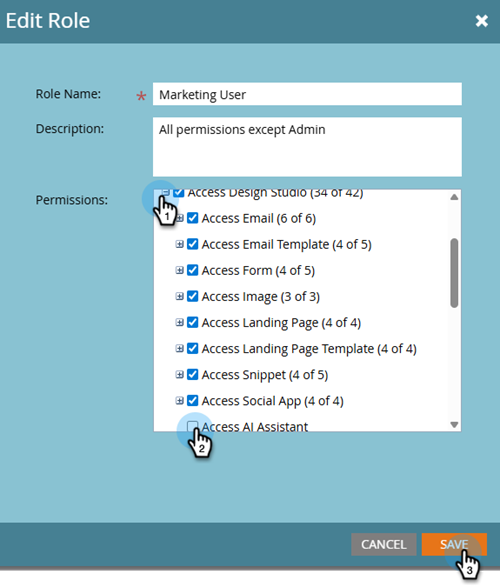 Edit Role
Role Name: * Marketing User
Description: All permissions except Admin
Permissions:
Access Design Studio (34 of 42)
1
Access Email (6 of 6)
Access Email Template (4 of 5)
Access Form (4 of 5)
Access Image (3 of 3)
Access Landing Page (4 of 4)
Access Landing Page Template (4 of 4)
Access Snippet (4 of 5)
Access Social App (4 of 4)
Access AI Assistant
2
CANCEL SAVE
3